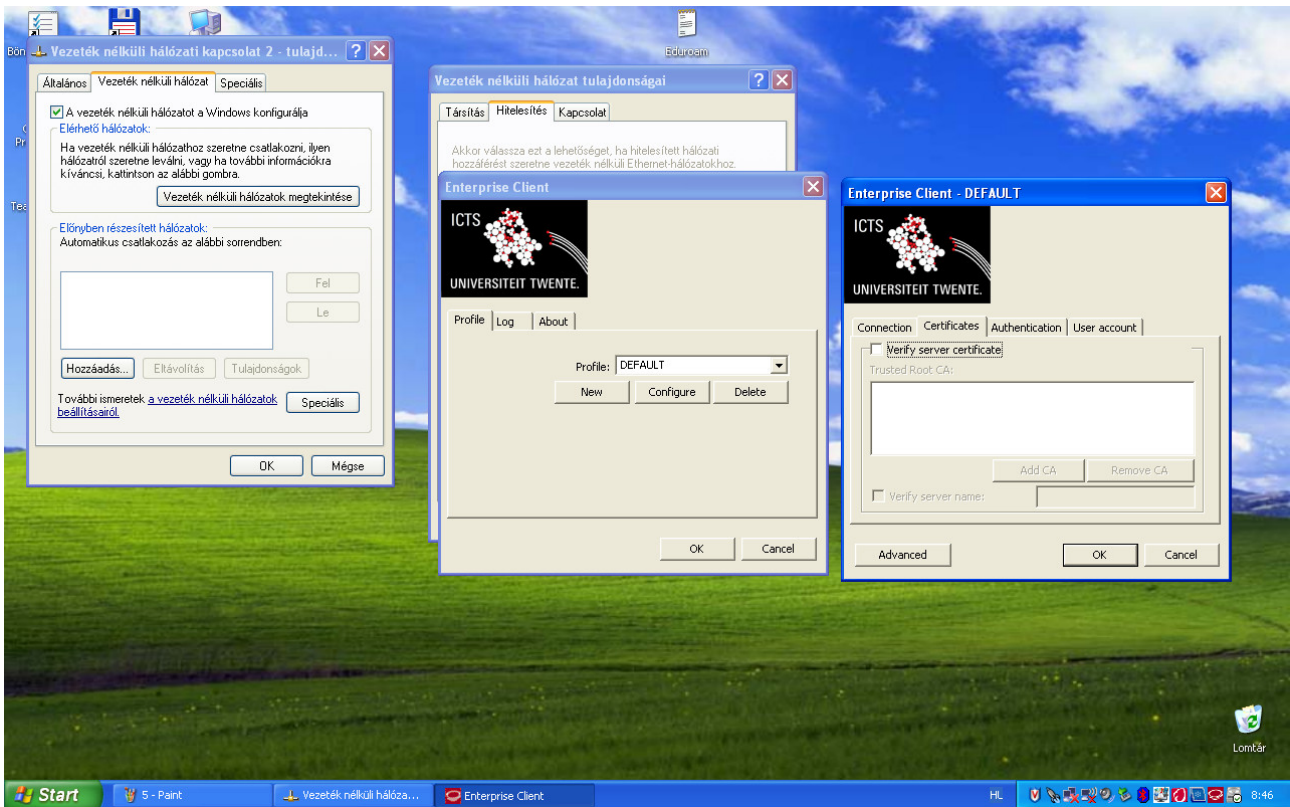 Bön
Pr
Tea
Eduroam
Vezeték nélküli hálózati kapcsolat 2 - tulajd...
Általános
Vezeték nélküli hálózat
Speciális
A vezeték nélküli hálózatot a Windows konfigurálja
Elérhető hálózatok:
Ha vezeték nélküli hálózathoz szeretne csatlakozni, ilyen
hálózatról szeretne leválni, vagy ha további információkra
kíváncsi, kattintson az alábbi gombra.
Vezeték nélküli hálózatok megtekintése
Előnyben részesített hálózatok:
Automatikus csatlakozás az alábbi sorrendben:
Fel
Le
Hozzáadás...
Eltávolítás
Tulajdonságok
További ismeretek a vezeték nélküli hálózatok
beállításairól.
Speciális
OK
Mégse
Vezeték nélküli hálózat tulajdonságai
Társítás
Hitelesítés
Kapcsolat
Akkor válassza ezt a lehetőséget, ha hitelesített hálózati
hozzáférést szeretne vezeték nélküli Ethernet-hálózatokhoz.
Enterprise Client
ICTS
UNIVERSITEIT TWENTE.
Profile
Log
About
Profile:
DEFAULT
New
Configure
Delete
OK
Cancel
Enterprise Client - DEFAULT
ICTS
UNIVERSITEIT TWENTE.
Connection
Certificates
Authentication
User account
Verify server certificate
Trusted Root CA:
Add CA
Remove CA
Verify server name:
Advanced
OK
Cancel
Lomtár
Start
5 - Paint
Vezeték nélküli hálóza...
Enterprise Client
HL
8:46